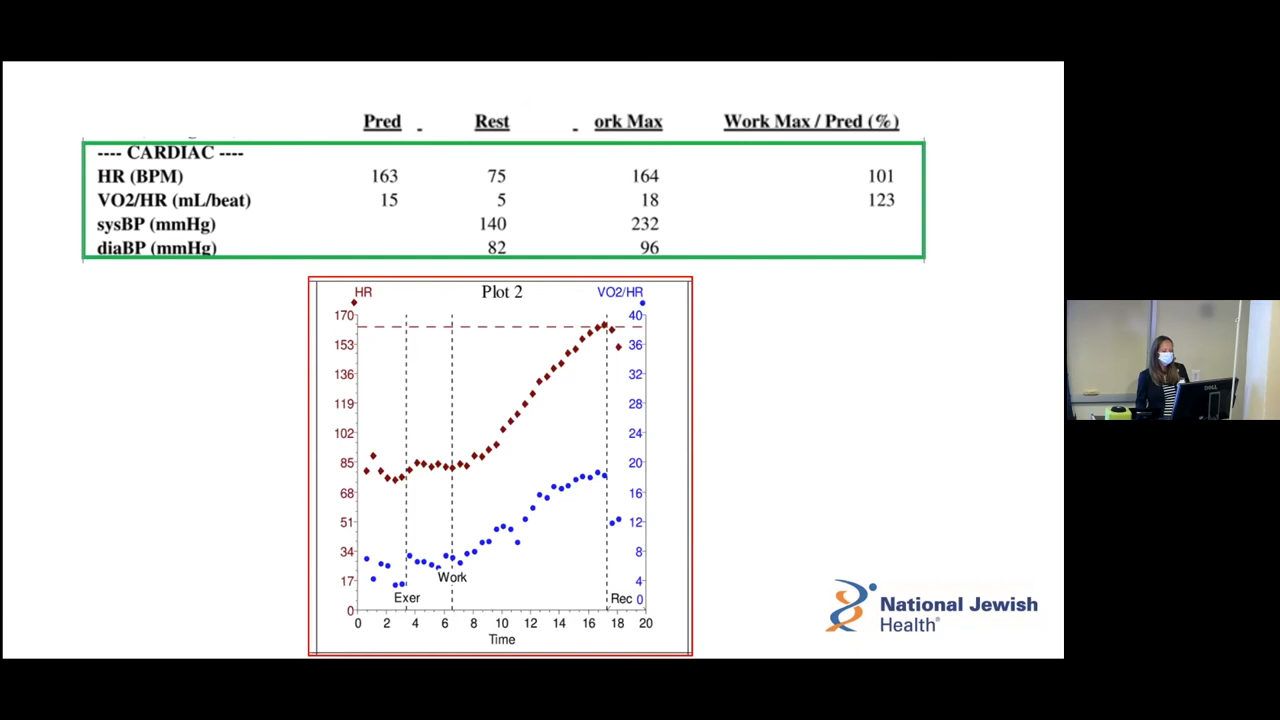 Pred - Rest - ork Max Work Max / Pred (%)
---- CARDIAC ----
HR (BPM) 163 75 164 101
VO2/HR (mL/beat) 15 5 18 123
sysBP (mmHg) 140 232
diaBP (mmHg) 82 96
HR Plot 2 VO2/HR
170 40
153 36
136 32
119 28
102 24
85 20
68 16
51 12
34 8
17 4
0 0
Work
Exer Rec
0 2 4 6 8 10 12 14 16 18 20
Time
National Jewish
Health®
DELL